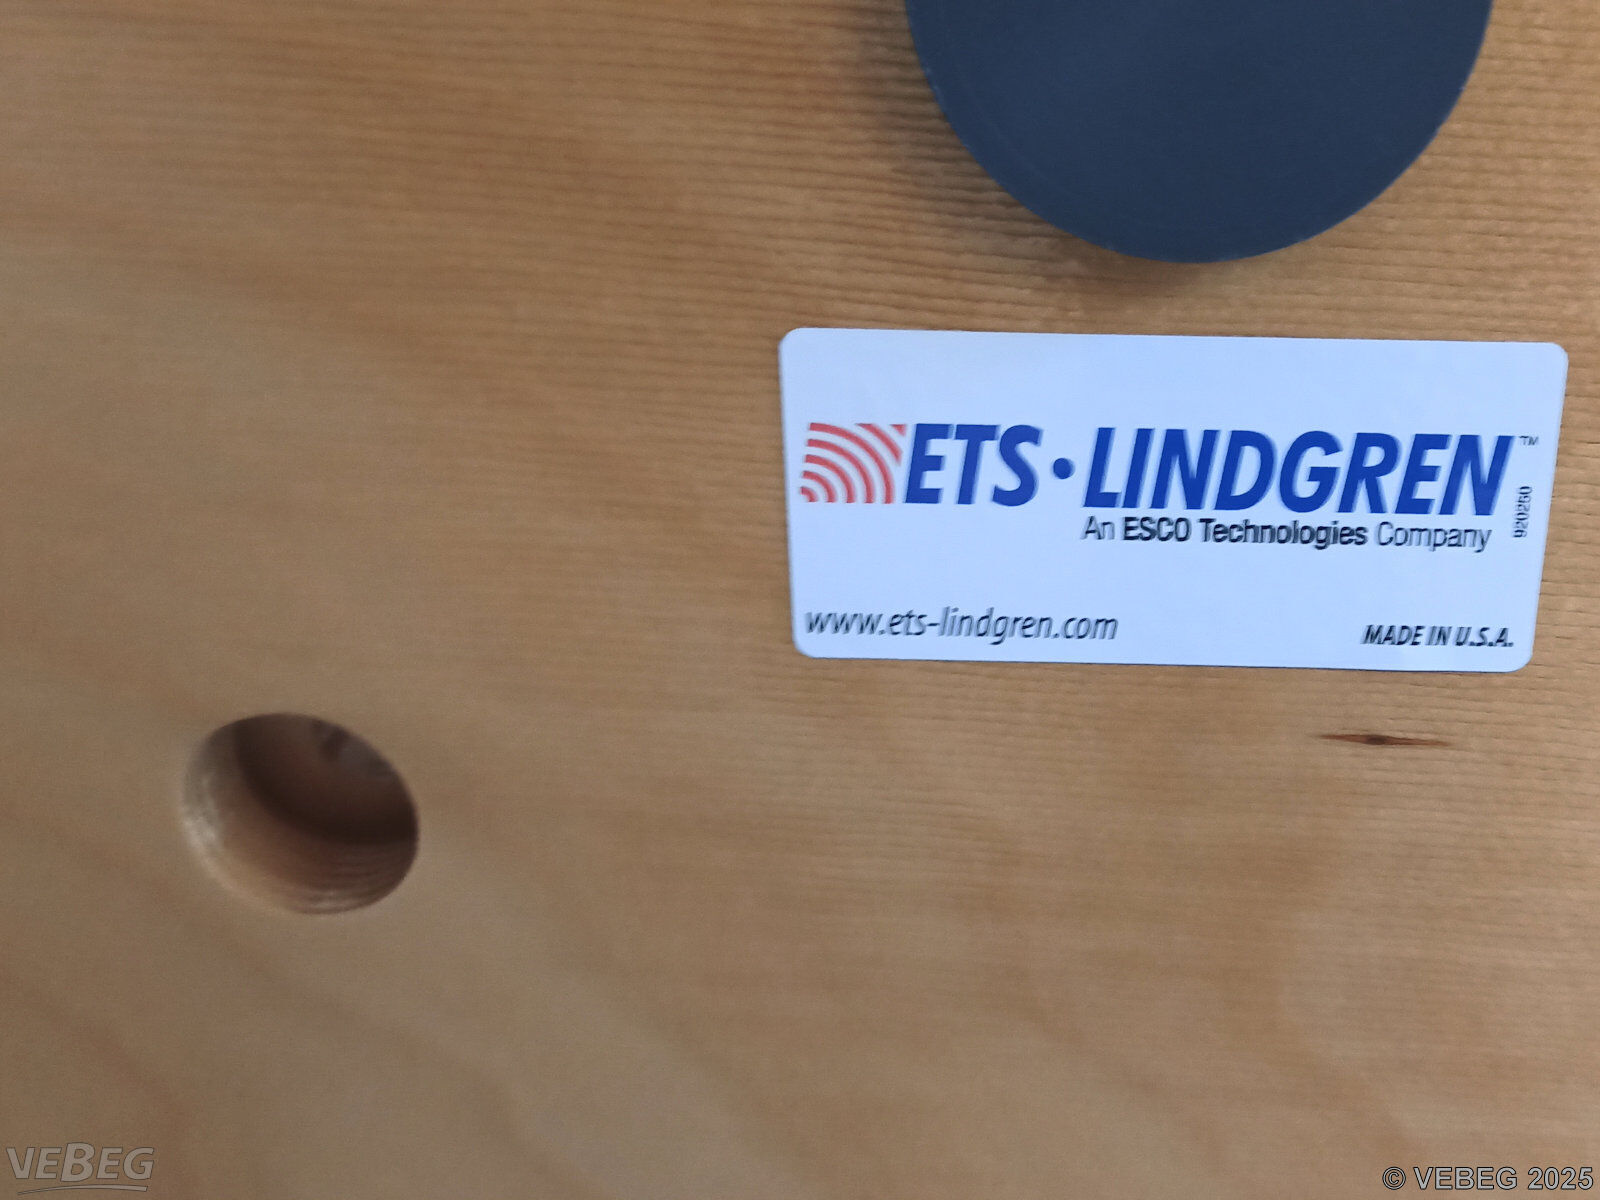 ETS·LINDGREN™
An ESCO Technologies Company
920250
www.ets-lindgren.com
MADE IN U.S.A.
VEBEG
© VEBEG 2025